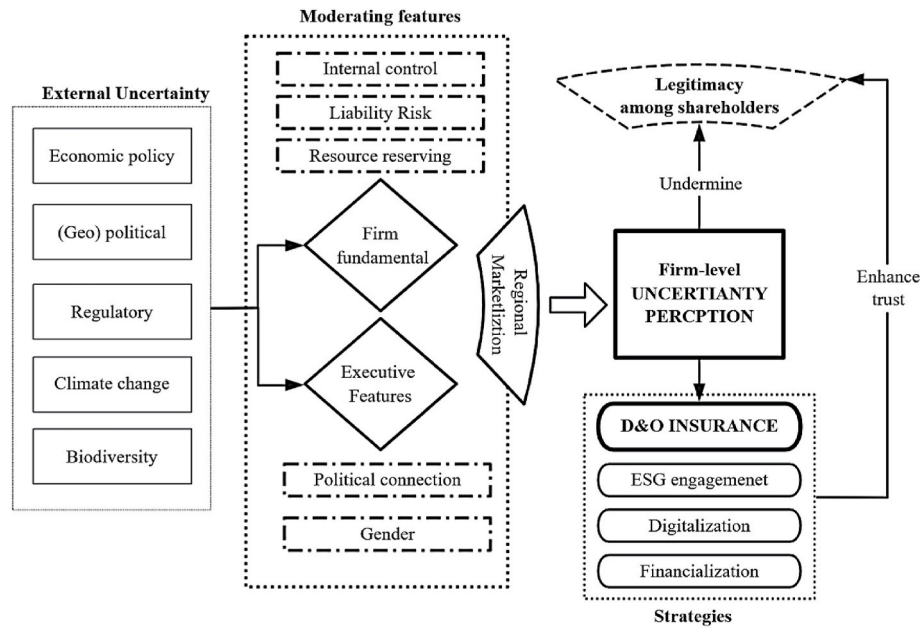 Moderating features
External Uncertainty
Economic policy
(Geo) political
Regulatory
Climate change
Biodiversity
Internal control
Liability Risk
Resource reserving
Firm
fundamental
Executive
Features
Political connection
Gender
Regional
Marketliztion
Legitimacy
among shareholders
Undermine
Firm-level
UNCERTIANTY
PERCPTION
Enhance
trust
D&O INSURANCE
ESG engagemenet
Digitalization
Financialization
Strategies